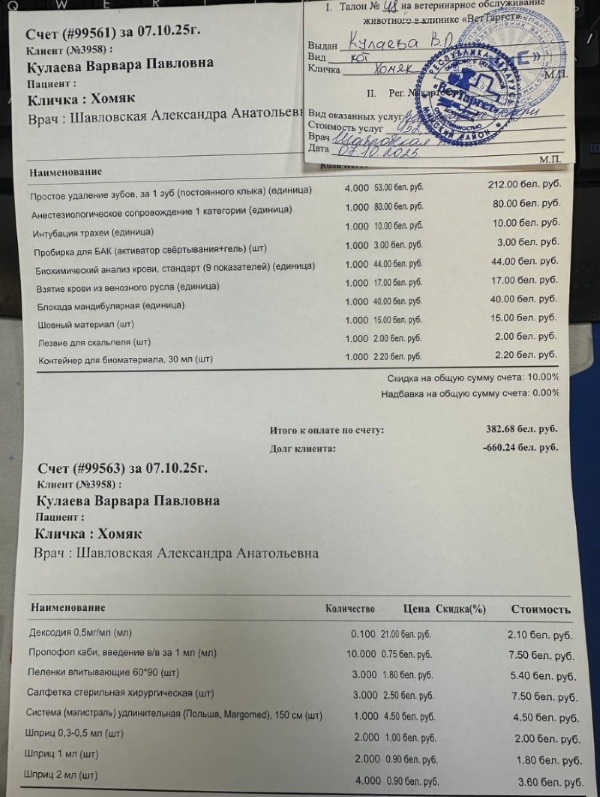 Счет (#99561) за 07.10.25г.
Клиент (№3958) :
Кулаева Варвара Павловна
Пациент :
Кличка : Хомяк
Врач : Шавловская Александра Анатольевн
I. Талон № 48 на ветеринарное обслуживание
животного в клинике «ВетТаргет»
Выдан Кулаева В.П.
Вид кот
Кличка Хомяк
М.П.
II. Рег. №
Вид оказанных услуг
Стоимость услуг
Врач Шавловская
Дата 07.10.2025
М.П.
РЕСПУБЛИКА БЕЛАРУСЬ
«ВетТаргет»
МИНСКИЙ РАЙОН
Наименование
Простое удаление зубов, за 1 зуб (постоянного клыка) (единица) 4.000 53.00 бел. руб. 212.00 бел. руб.
Анестезиологическое сопровождение 1 категории (единица) 1.000 80.00 бел. руб. 80.00 бел. руб.
Интубация трахеи (единица) 1.000 10.00 бел. руб. 10.00 бел. руб.
Пробирка для БАК (активатор свёртывания+гель) (шт) 1.000 3.00 бел. руб. 3.00 бел. руб.
Биохимический анализ крови, стандарт (9 показателей) (единица) 1.000 44.00 бел. руб. 44.00 бел. руб.
Взятие крови из венозного русла (единица) 1.000 17.00 бел. руб. 17.00 бел. руб.
Блокада мандибулярная (единица) 1.000 40.00 бел. руб. 40.00 бел. руб.
Шовный материал (шт) 1.000 15.00 бел. руб. 15.00 бел. руб.
Лезвие для скальпеля (шт) 1.000 2.00 бел. руб. 2.00 бел. руб.
Контейнер для биоматериала, 30 мл (шт) 1.000 2.20 бел. руб. 2.20 бел. руб.
Скидка на общую сумму счета: 10.00%
Надбавка на общую сумму счета: 0.00%
Итого к оплате по счету: 382.68 бел. руб.
Долг клиента: -660.24 бел. руб.
Счет (#99563) за 07.10.25г.
Клиент (№3958) :
Кулаева Варвара Павловна
Пациент :
Кличка : Хомяк
Врач : Шавловская Александра Анатольевна
Наименование Количество Цена Скидка(%) Стоимость
Дексодия 0.5мг/мл (мл) 0.100 21.00 бел. руб. 2.10 бел. руб.
Пропофол каби, введение в/в за 1 мл (мл) 10.000 0.75 бел. руб. 7.50 бел. руб.
Пеленки впитывающие 60*90 (шт) 3.000 1.80 бел. руб. 5.40 бел. руб.
Салфетка стерильная хирургическая (шт) 3.000 2.50 бел. руб. 7.50 бел. руб.
Система (магистраль) удлинительная (Польша, Margomed), 150 см (шт) 1.000 4.50 бел. руб. 4.50 бел. руб.
Шприц 0,3-0,5 мл (шт) 2.000 1.00 бел. руб. 2.00 бел. руб.
Шприц 1 мл (шт) 2.000 0.90 бел. руб. 1.80 бел. руб.
Шприц 2 мл (шт) 4.000 0.90 бел. руб. 3.60 бел. руб.